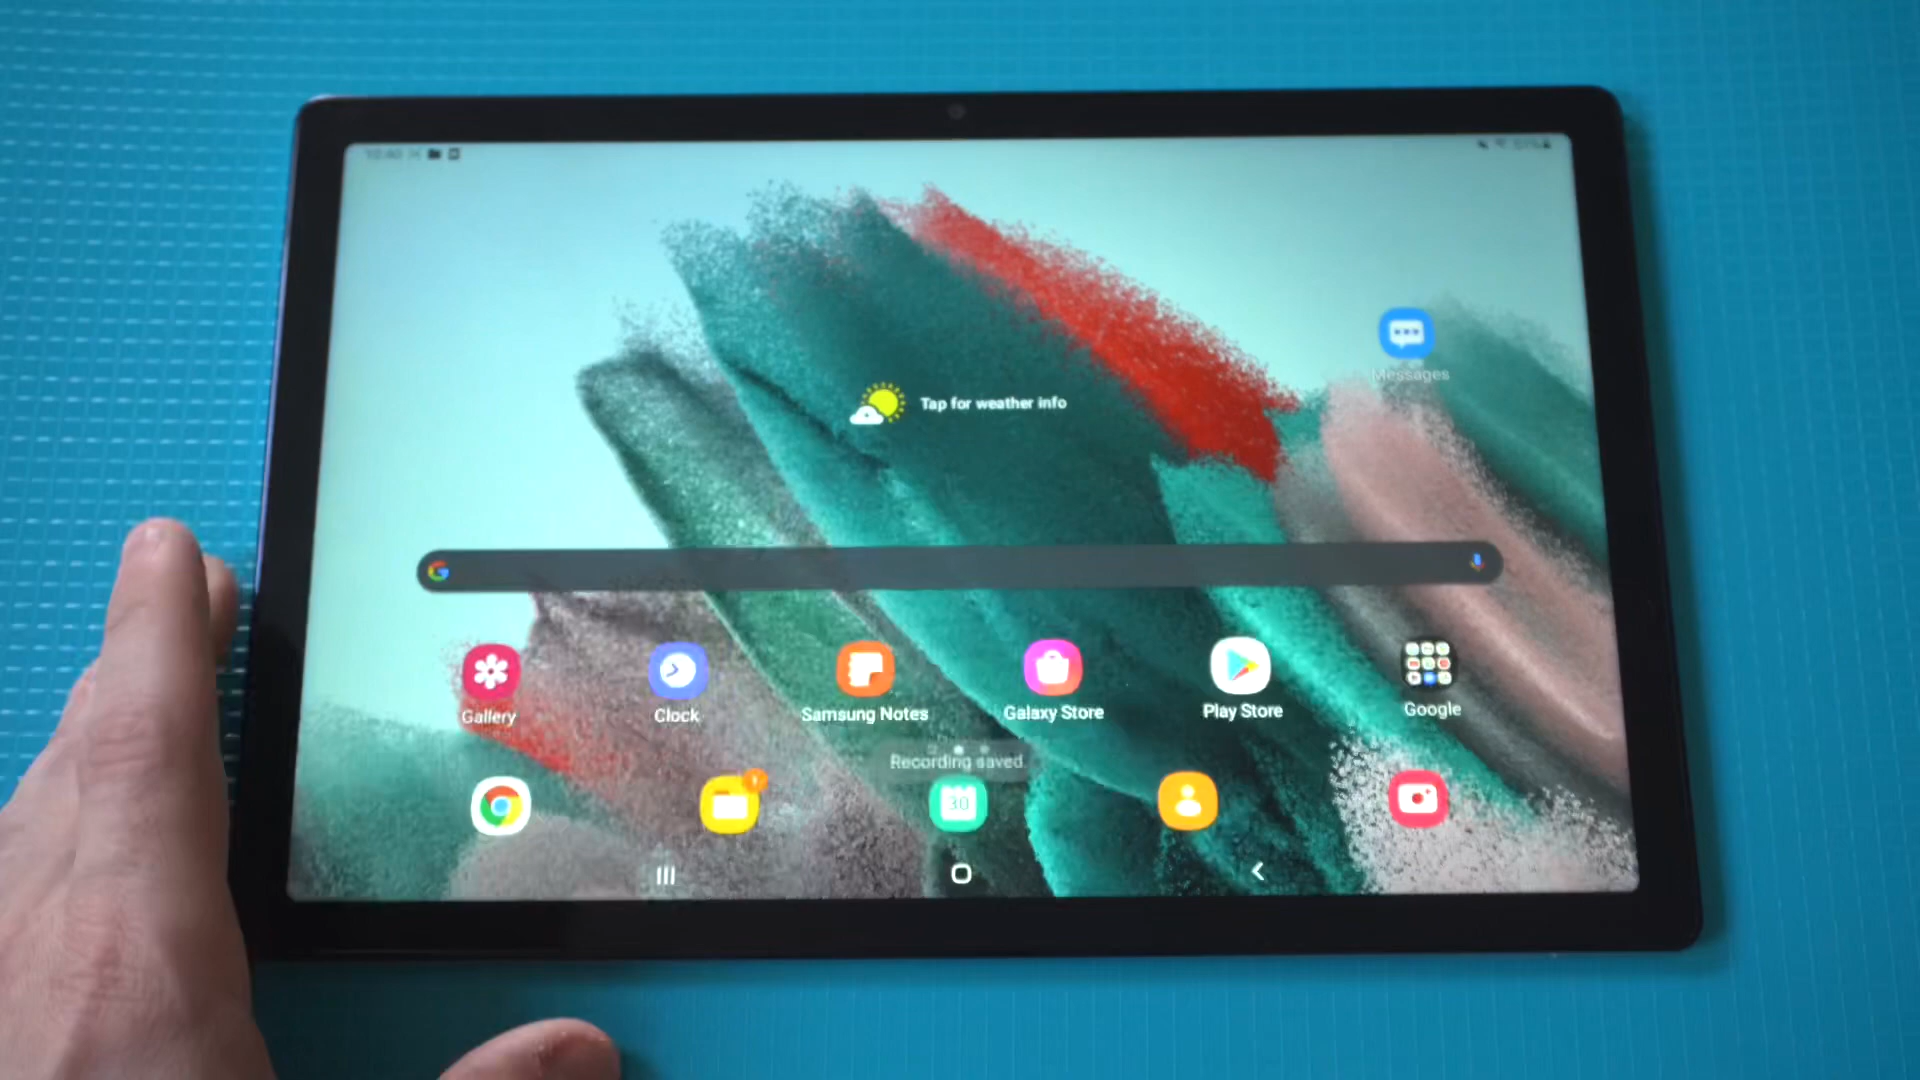 Messages
Tap for weather info
Gallery
Clock
Samsung Notes
Galaxy Store
Play Store
Google
Recording saved.
30